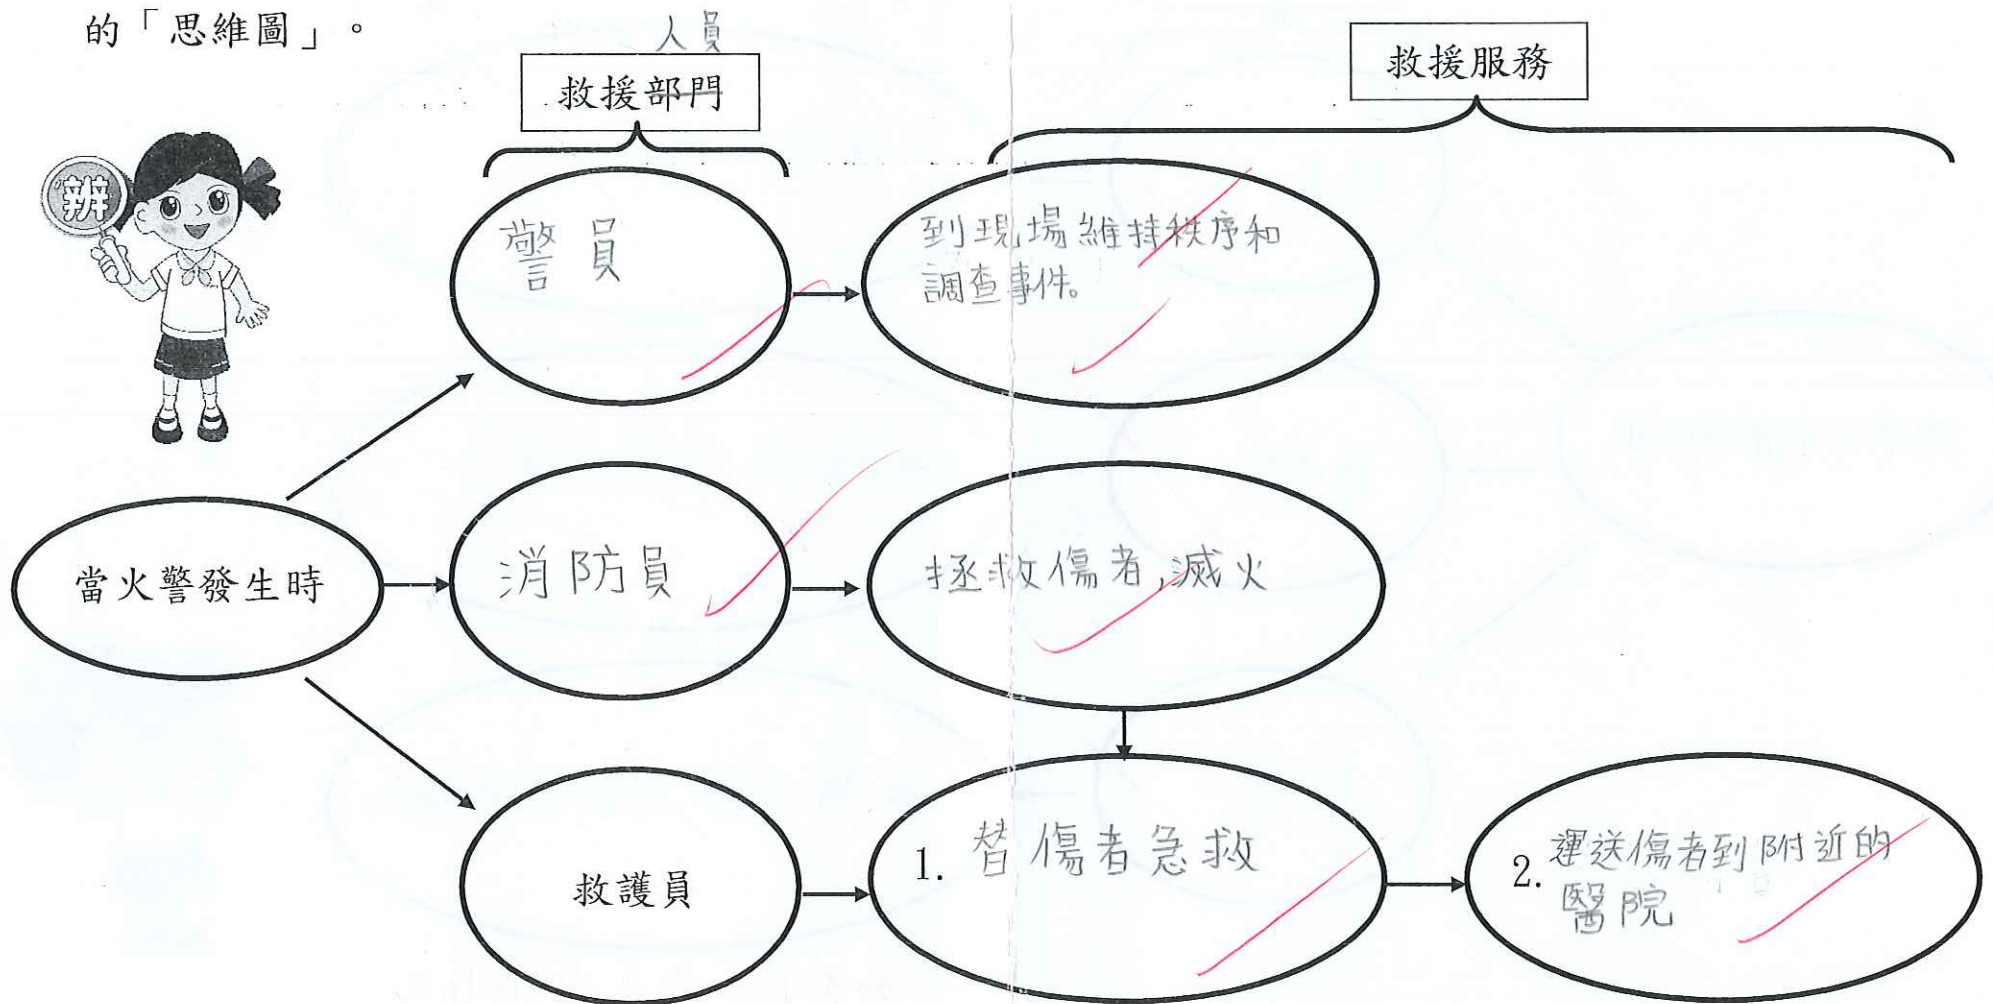 的「思維圖」。
人員
救援部門
救援服務
辨
警員
到現場維持秩序和
調查事件。
當火警發生時
消防員
拯救傷者,滅火
救護員
1. 替傷者急救
2. 運送傷者到附近的
醫院